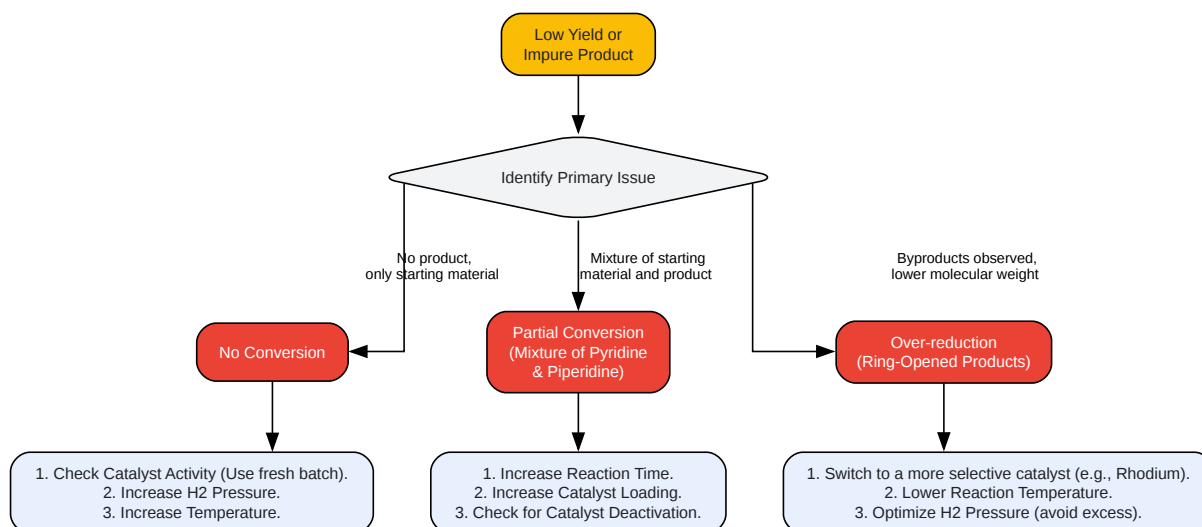 Low Yield or
Impure Product
Identify Primary Issue
No product,
only starting material
Mixture of starting
material and product
Byproducts observed,
lower molecular weight
No Conversion
Partial Conversion
(Mixture of Pyridine
& Piperidine)
Over-reduction
(Ring-Opened Products)
1. Check Catalyst Activity (Use fresh batch).
2. Increase H2 Pressure.
3. Increase Temperature.
1. Increase Reaction Time.
2. Increase Catalyst Loading.
3. Check for Catalyst Deactivation.
1. Switch to a more selective catalyst (e.g., Rhodium).
2. Lower Reaction Temperature.
3. Optimize H2 Pressure (avoid excess).